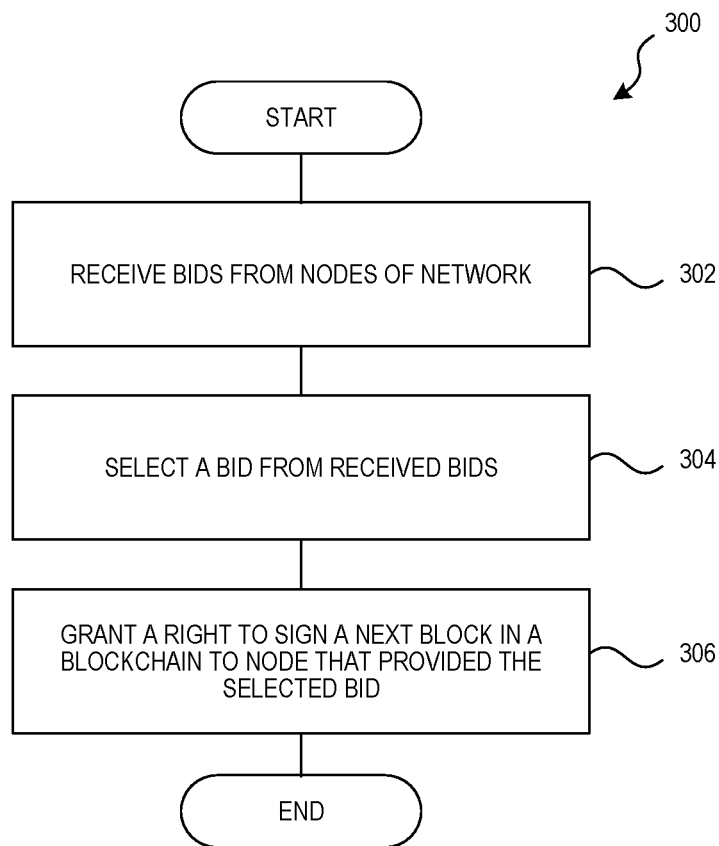 300
START
RECEIVE BIDS FROM NODES OF NETWORK
302
SELECT A BID FROM RECEIVED BIDS
304
GRANT A RIGHT TO SIGN A NEXT BLOCK IN A
BLOCKCHAIN TO NODE THAT PROVIDED THE
SELECTED BID
306
END